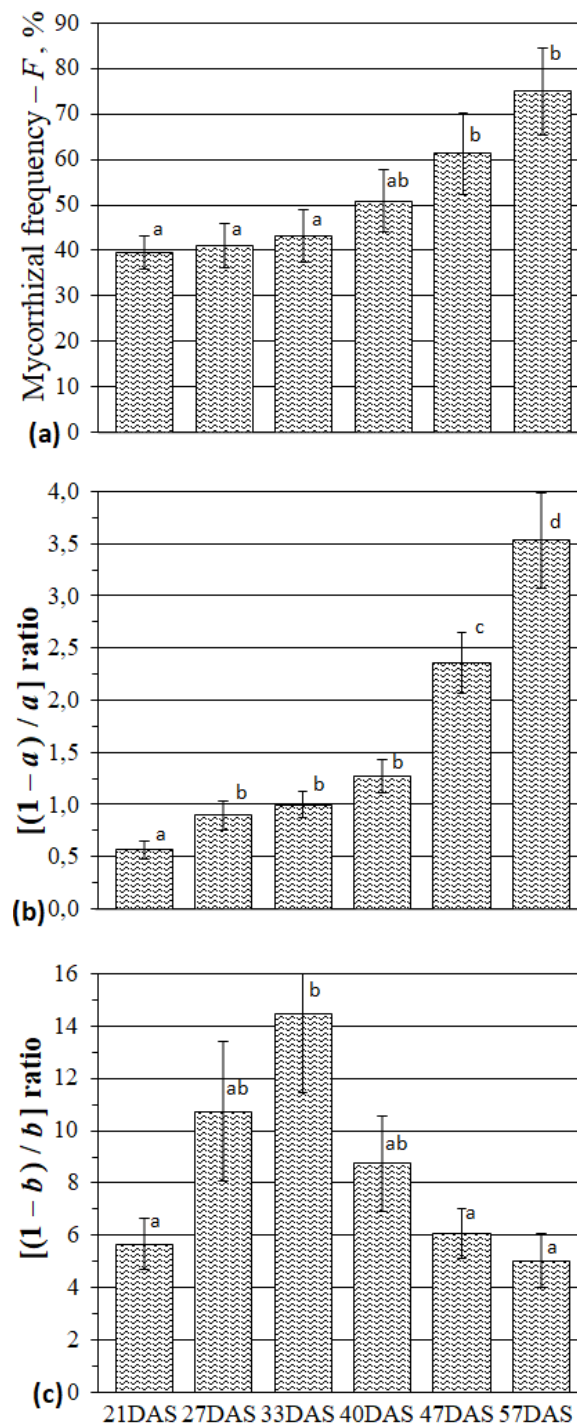 Mycorrhizal frequency – F, %
90
80
70
60
50
40
30
20
10
0
a
a
a
ab
b
b
(a)
[(1 – a) / a] ratio
4,0
3,5
3,0
2,5
2,0
1,5
1,0
0,5
0,0
a
b
b
b
c
d
(b)
[(1 – b) / b] ratio
16
14
12
10
8
6
4
2
0
a
ab
b
ab
a
a
(c)
21DAS 27DAS 33DAS 40DAS 47DAS 57DAS